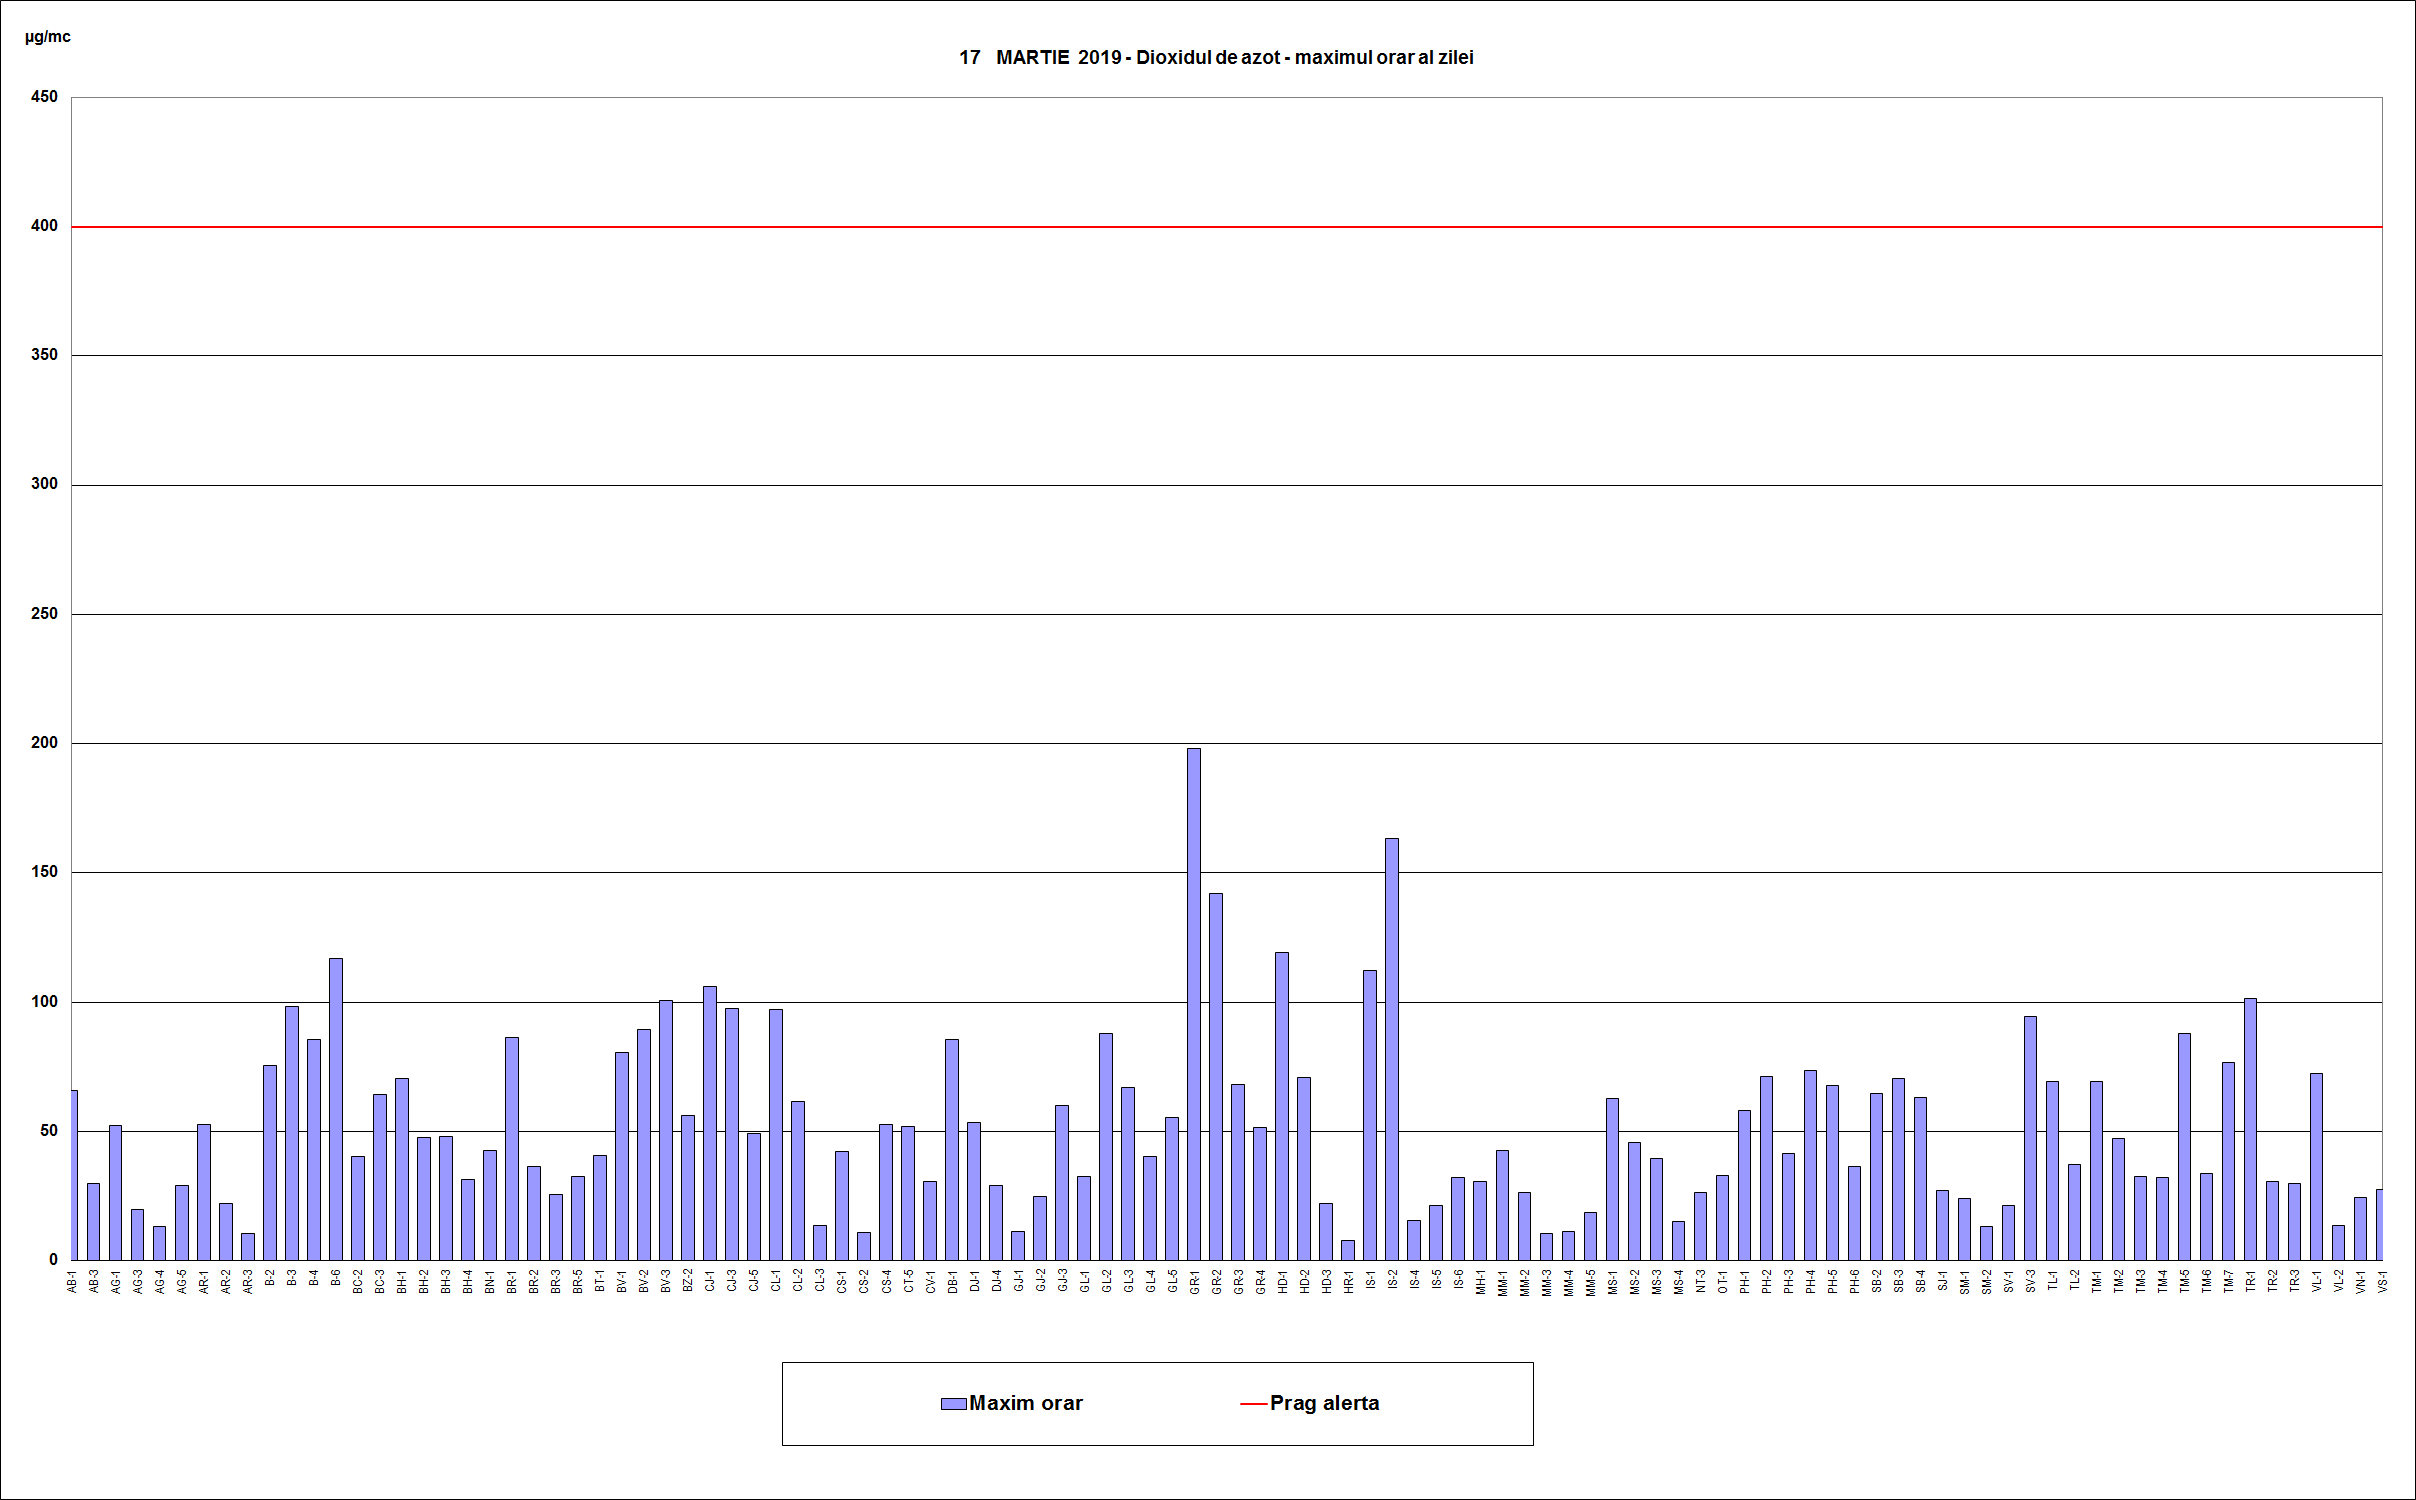 µg/mc
17 MARTIE 2019 - Dioxidul de azot - maximul orar al zilei
450
400
350
300
250
200
150
100
50
0
AB-1 AB-3 AG-1 AG-3 AG-4 AG-5 AR-1 AR-2 AR-3 B-2 B-3 B-4 B-6 BC-2 BC-3 BH-1 BH-2 BH-3 BH-4 BN-1 BR-1 BR-2 BR-3 BR-5 BT-1 BV-1 BV-2 BV-3 BZ-2 CJ-1 CJ-3 CJ-5 CL-1 CL-2 CL-3 CS-1 CS-2 CS-4 CT-5 CV-1 DB-1 DJ-1 DJ-4 GJ-1 GJ-2 GJ-3 GL-1 GL-2 GL-3 GL-4 GL-5 GR-1 GR-2 GR-3 GR-4 HD-1 HD-2 HD-3 HR-1 IS-1 IS-2 IS-4 IS-5 IS-6 MH-1 MM-1 MM-2 MM-3 MM-4 MM-5 MS-1 MS-2 MS-3 MS-4 NT-3 OT-1 PH-1 PH-2 PH-3 PH-4 PH-5 PH-6 SB-2 SB-3 SB-4 SJ-1 SM-1 SM-2 SV-1 SV-3 TL-1 TL-2 TM-1 TM-2 TM-3 TM-4 TM-5 TM-6 TM-7 TR-1 TR-2 TR-3 VL-1 VL-2 VN-1 VS-1
Maxim orar Prag alerta